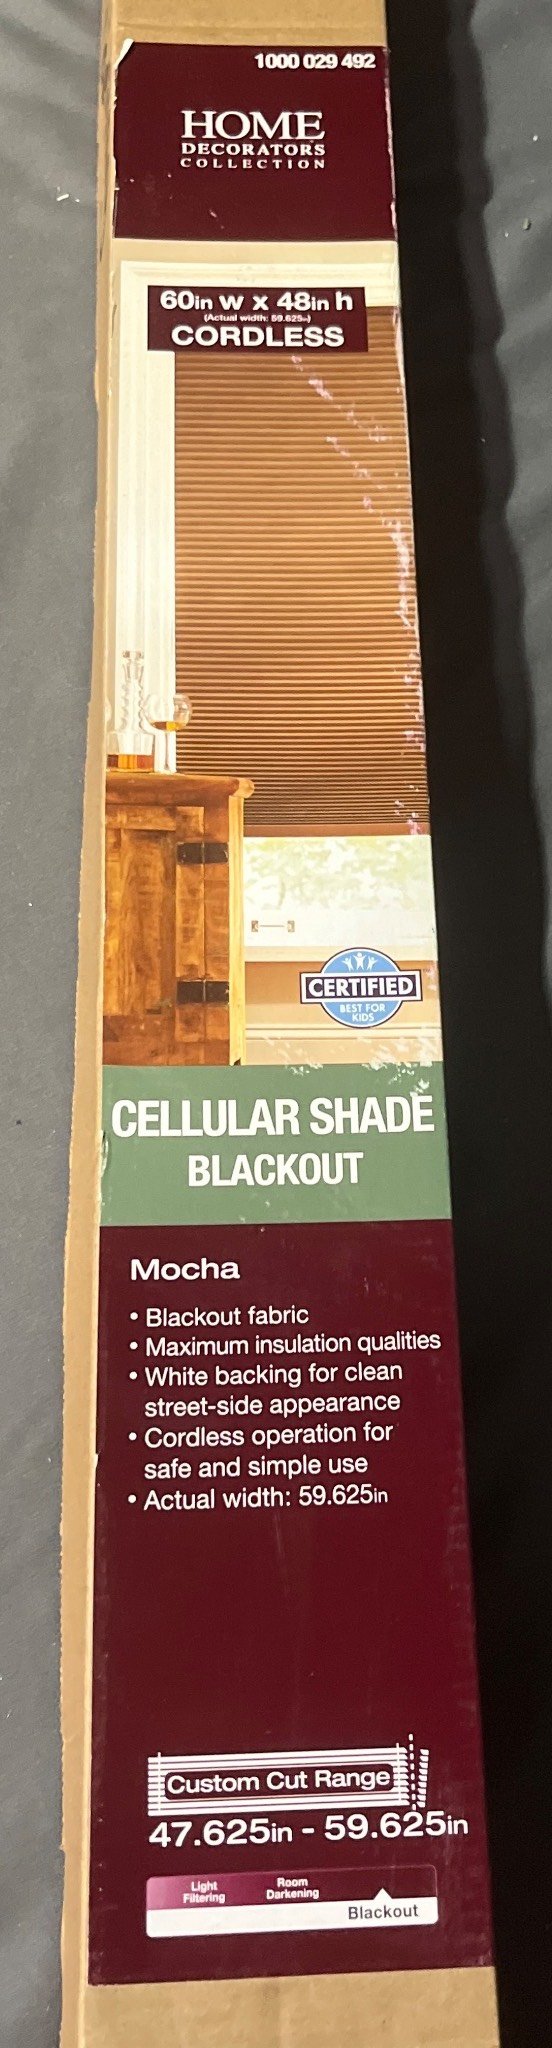 1000 029 492
HOME
DECORATORS
COLLECTION
60in w x 48in h
(Actual width: 59.625in)
CORDLESS
CERTIFIED
BEST FOR
KIDS
CELLULAR SHADE
BLACKOUT
Mocha
• Blackout fabric
• Maximum insulation qualities
• White backing for clean
street-side appearance
• Cordless operation for
safe and simple use
• Actual width: 59.625in
Custom Cut Range
47.625in - 59.625in
Light
Filtering
Room
Darkening
Blackout